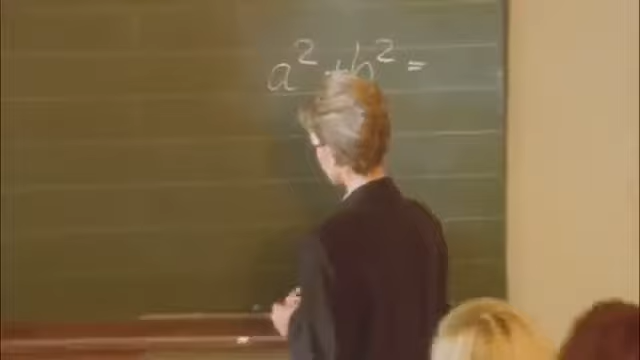 a² + b² =